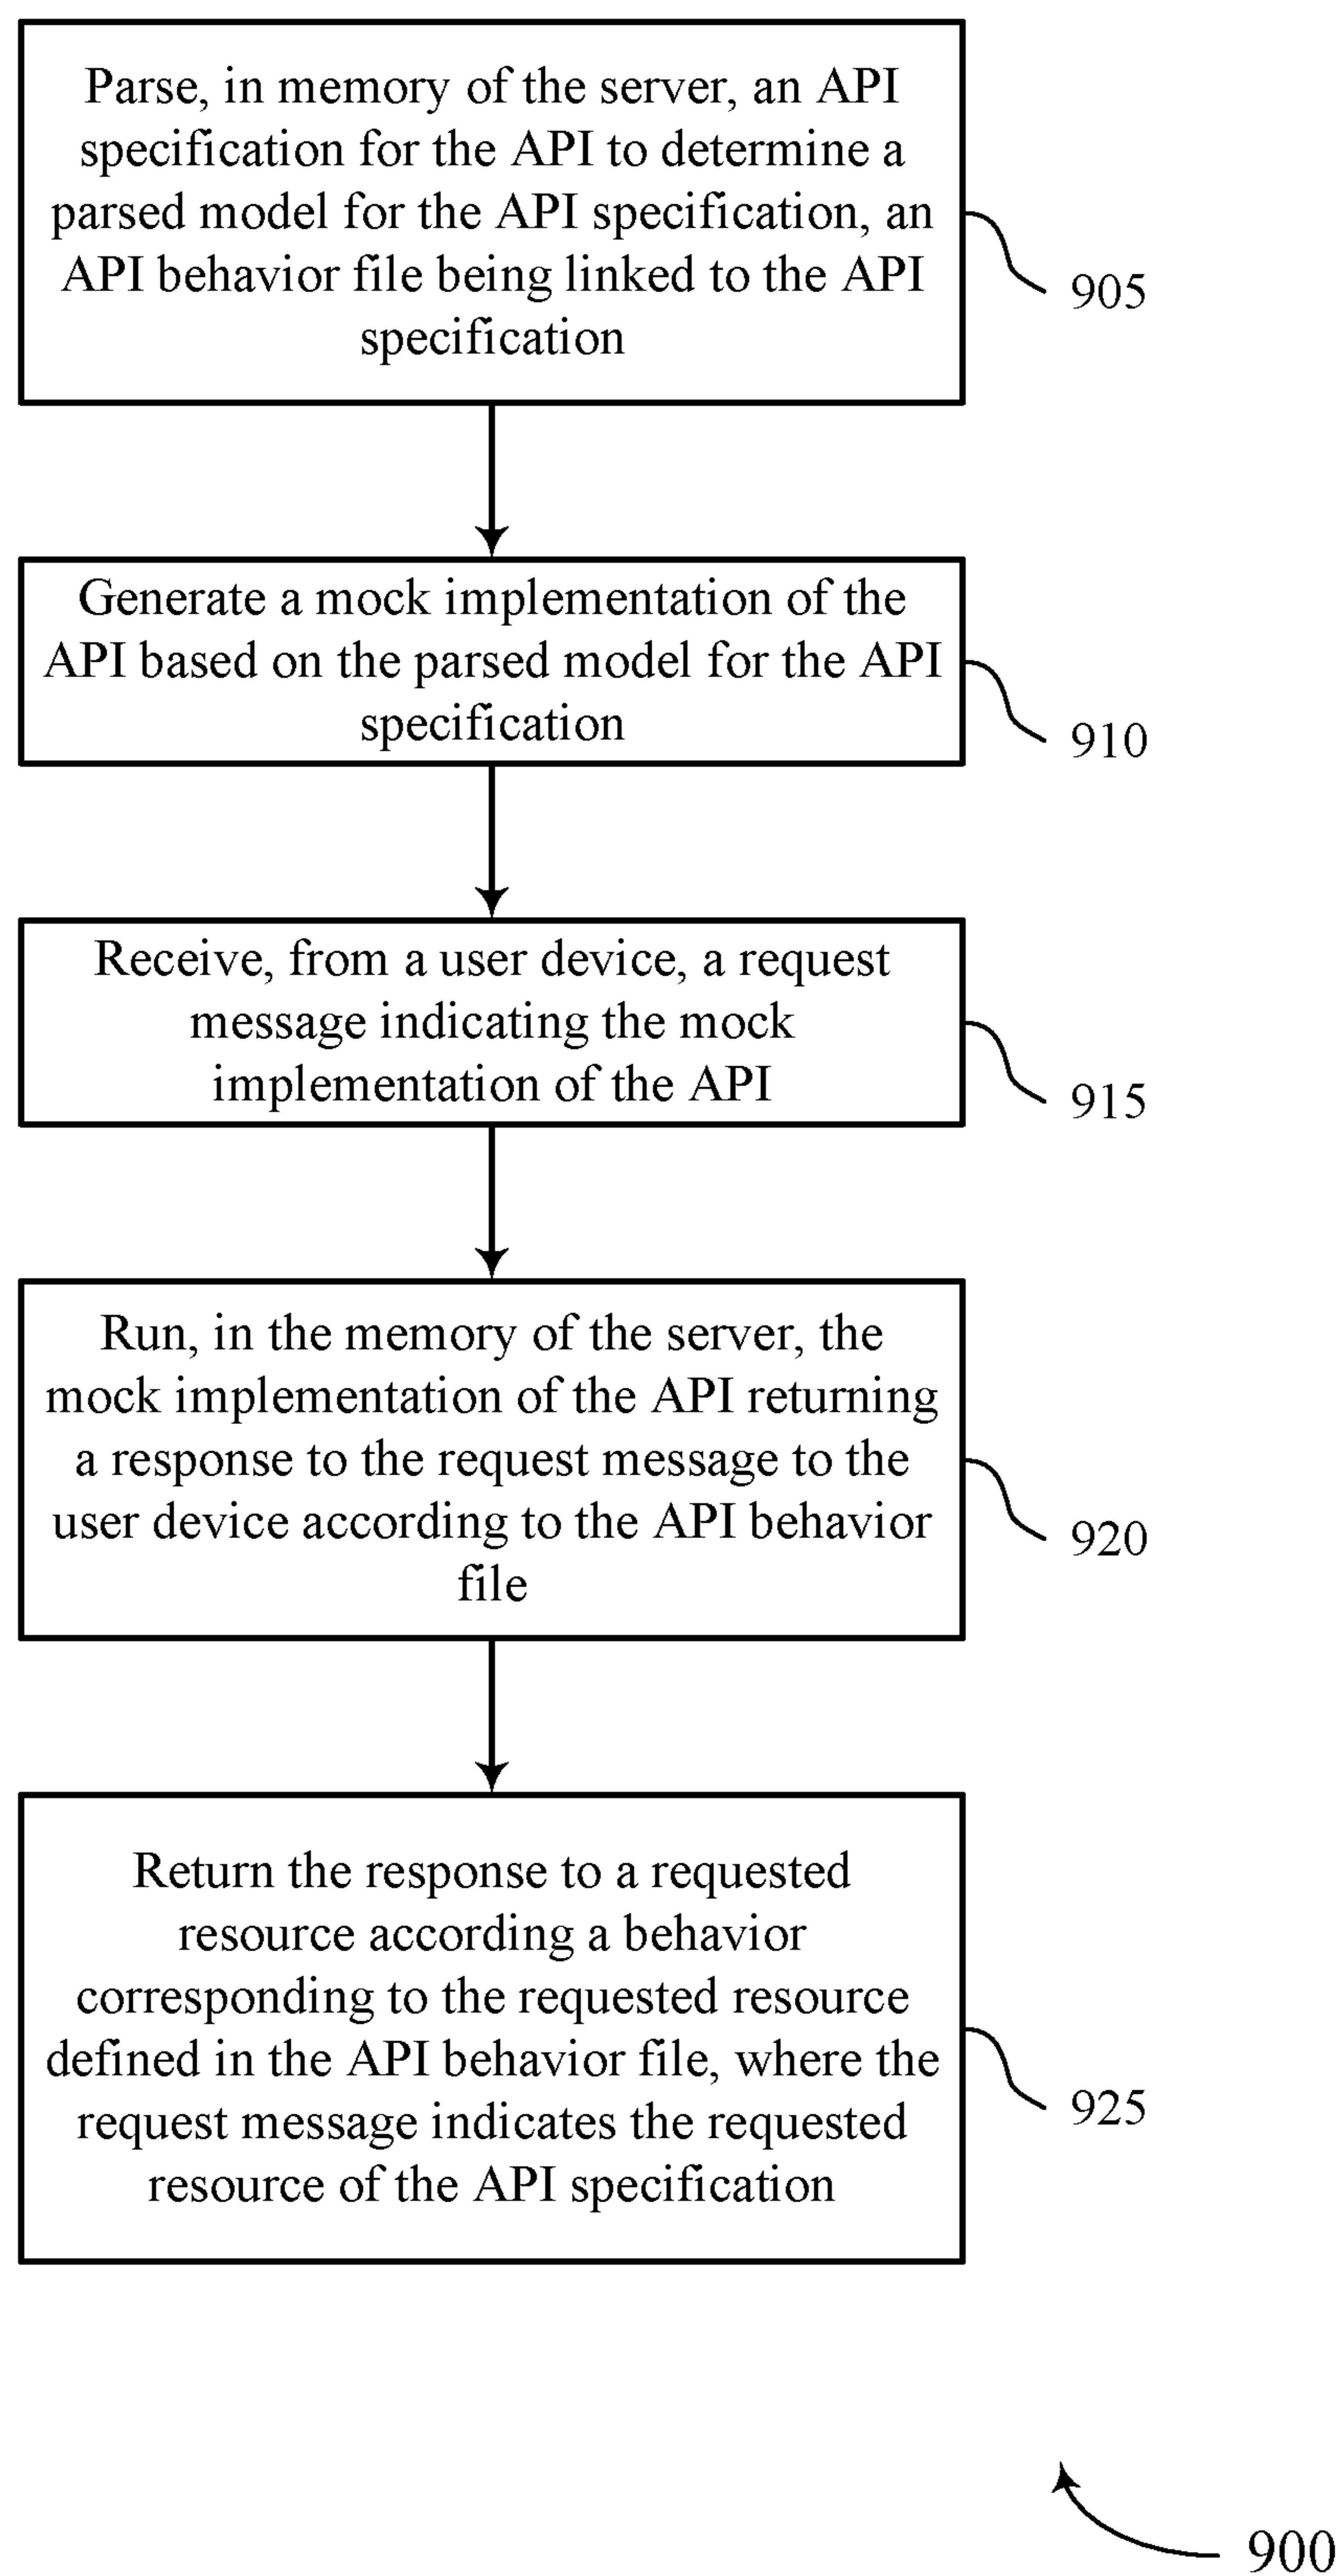 Parse, in memory of the server, an API
specification for the API to determine a
parsed model for the API specification, an
API behavior file being linked to the API
specification
905
Generate a mock implementation of the
API based on the parsed model for the API
specification
910
Receive, from a user device, a request
message indicating the mock
implementation of the API
915
Run, in the memory of the server, the
mock implementation of the API returning
a response to the request message to the
user device according to the API behavior
file
920
Return the response to a requested
resource according a behavior
corresponding to the requested resource
defined in the API behavior file, where the
request message indicates the requested
resource of the API specification
925
900